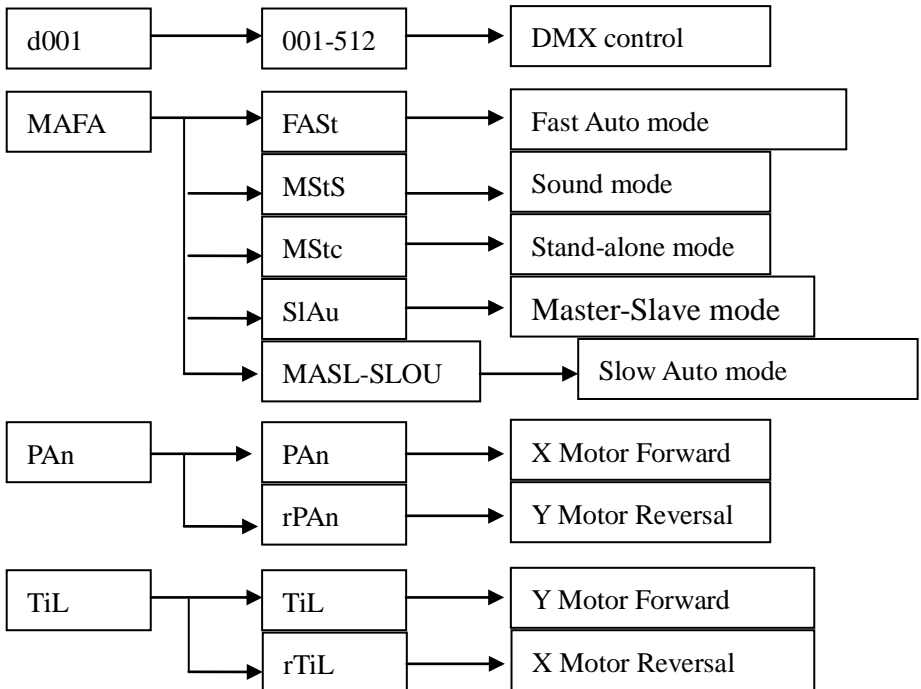 d001 001-512 DMX control
MAFA FASt Fast Auto mode
MStS Sound mode
MStc Stand-alone mode
SlAu Master-Slave mode
MASL-SLOU Slow Auto mode
PAn PAn X Motor Forward
rPAn Y Motor Reversal
TiL TiL Y Motor Forward
rTiL X Motor Reversal